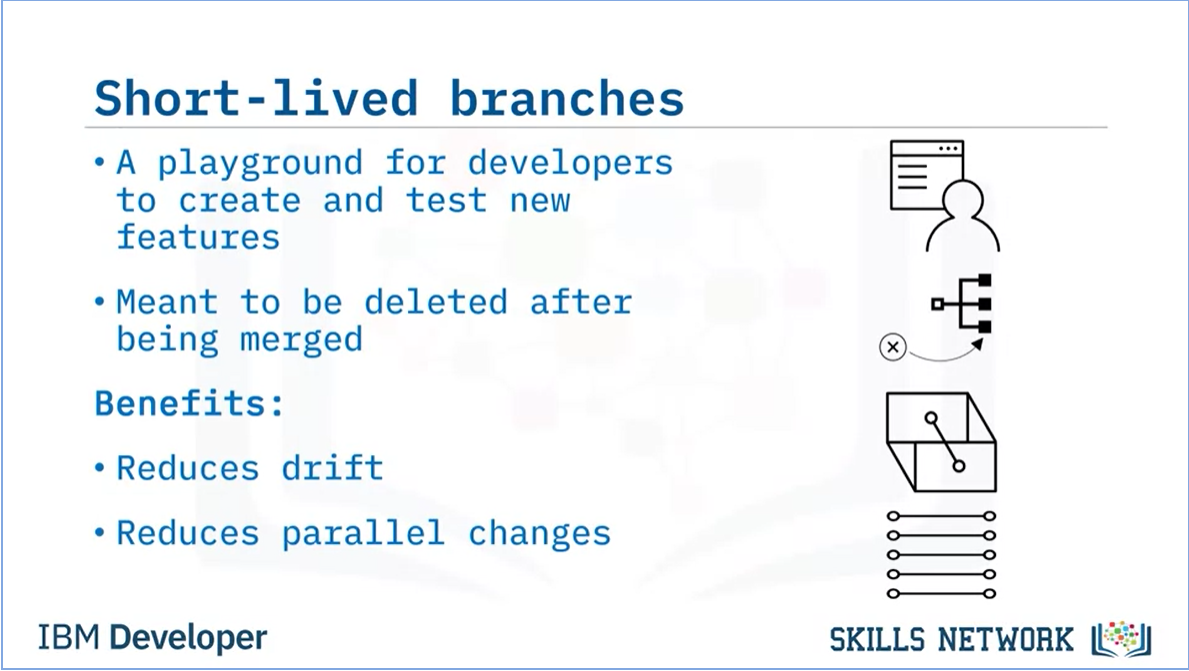 Short-lived branches
• A playground for developers
to create and test new
features
• Meant to be deleted after
being merged
Benefits:
• Reduces drift
• Reduces parallel changes
IBM Developer
SKILLS NETWORK